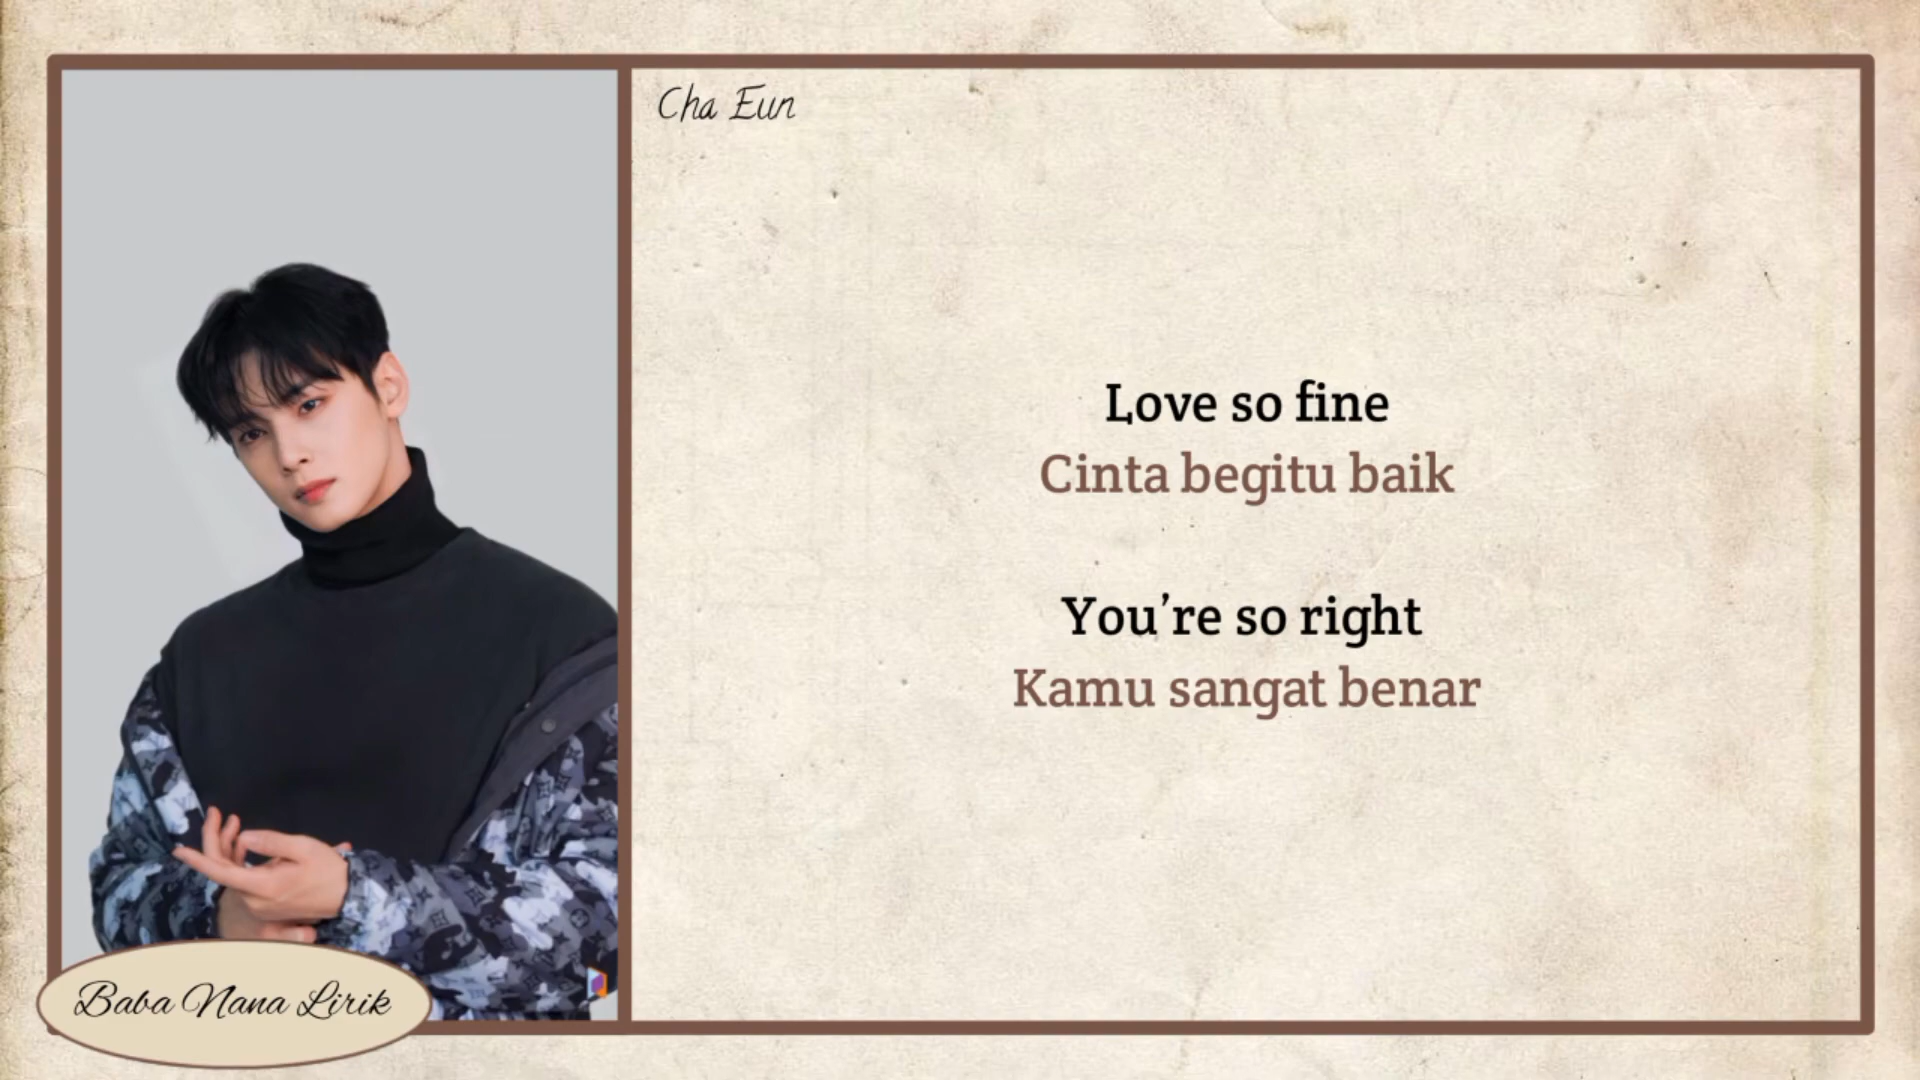 Cha Eun
Love so fine
Cinta begitu baik
You're so right
Kamu sangat benar
Baba Nana Lirik